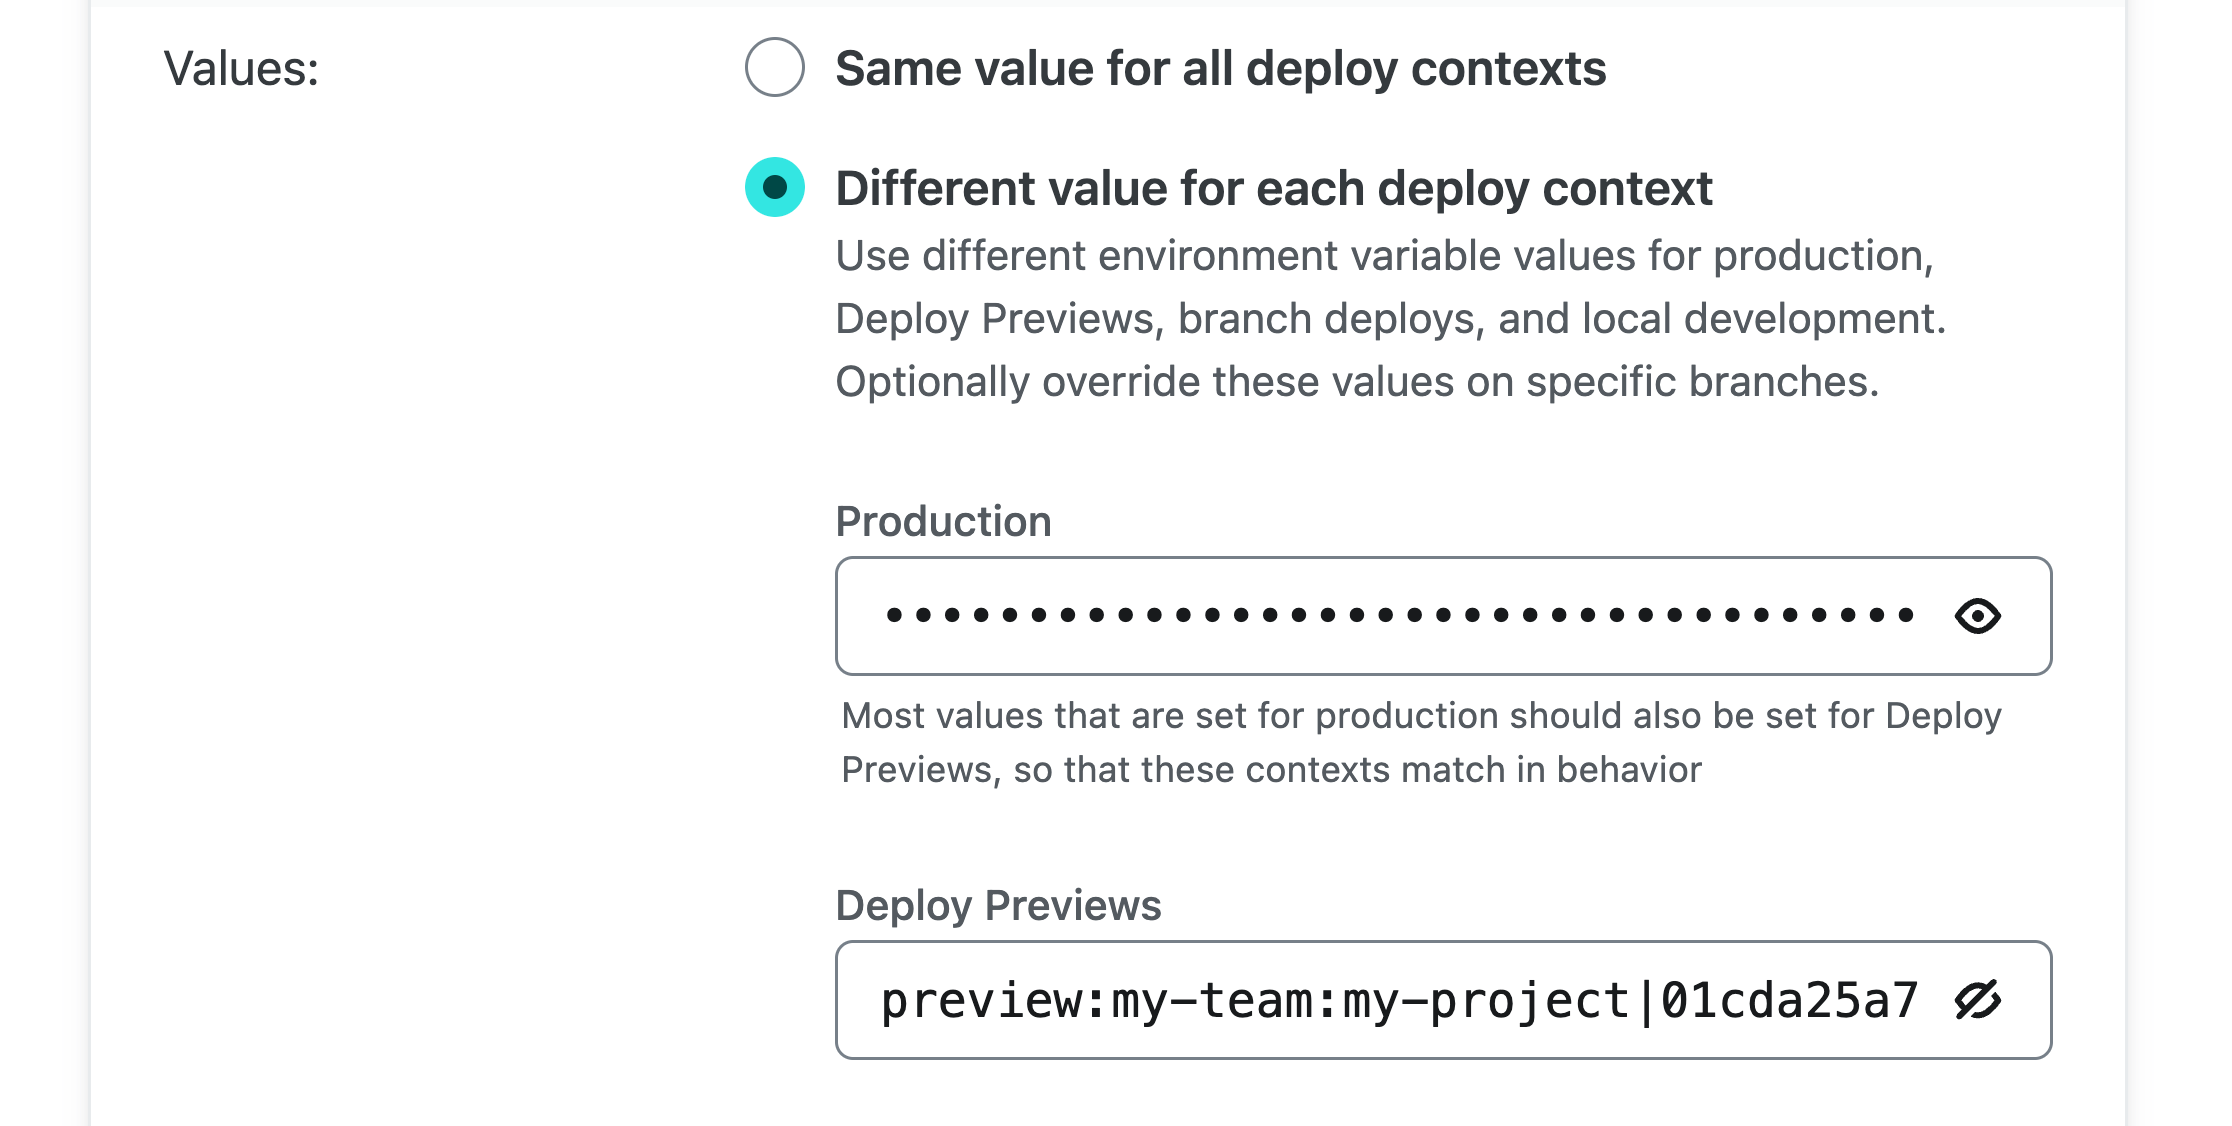 Values:
Same value for all deploy contexts
Different value for each deploy context
Use different environment variable values for production,
Deploy Previews, branch deploys, and local development.
Optionally override these values on specific branches.
Production
••••••••••••••••••••••••••••••••••••
Most values that are set for production should also be set for Deploy
Previews, so that these contexts match in behavior
Deploy Previews
preview:my-team:my-project|01cda25a7